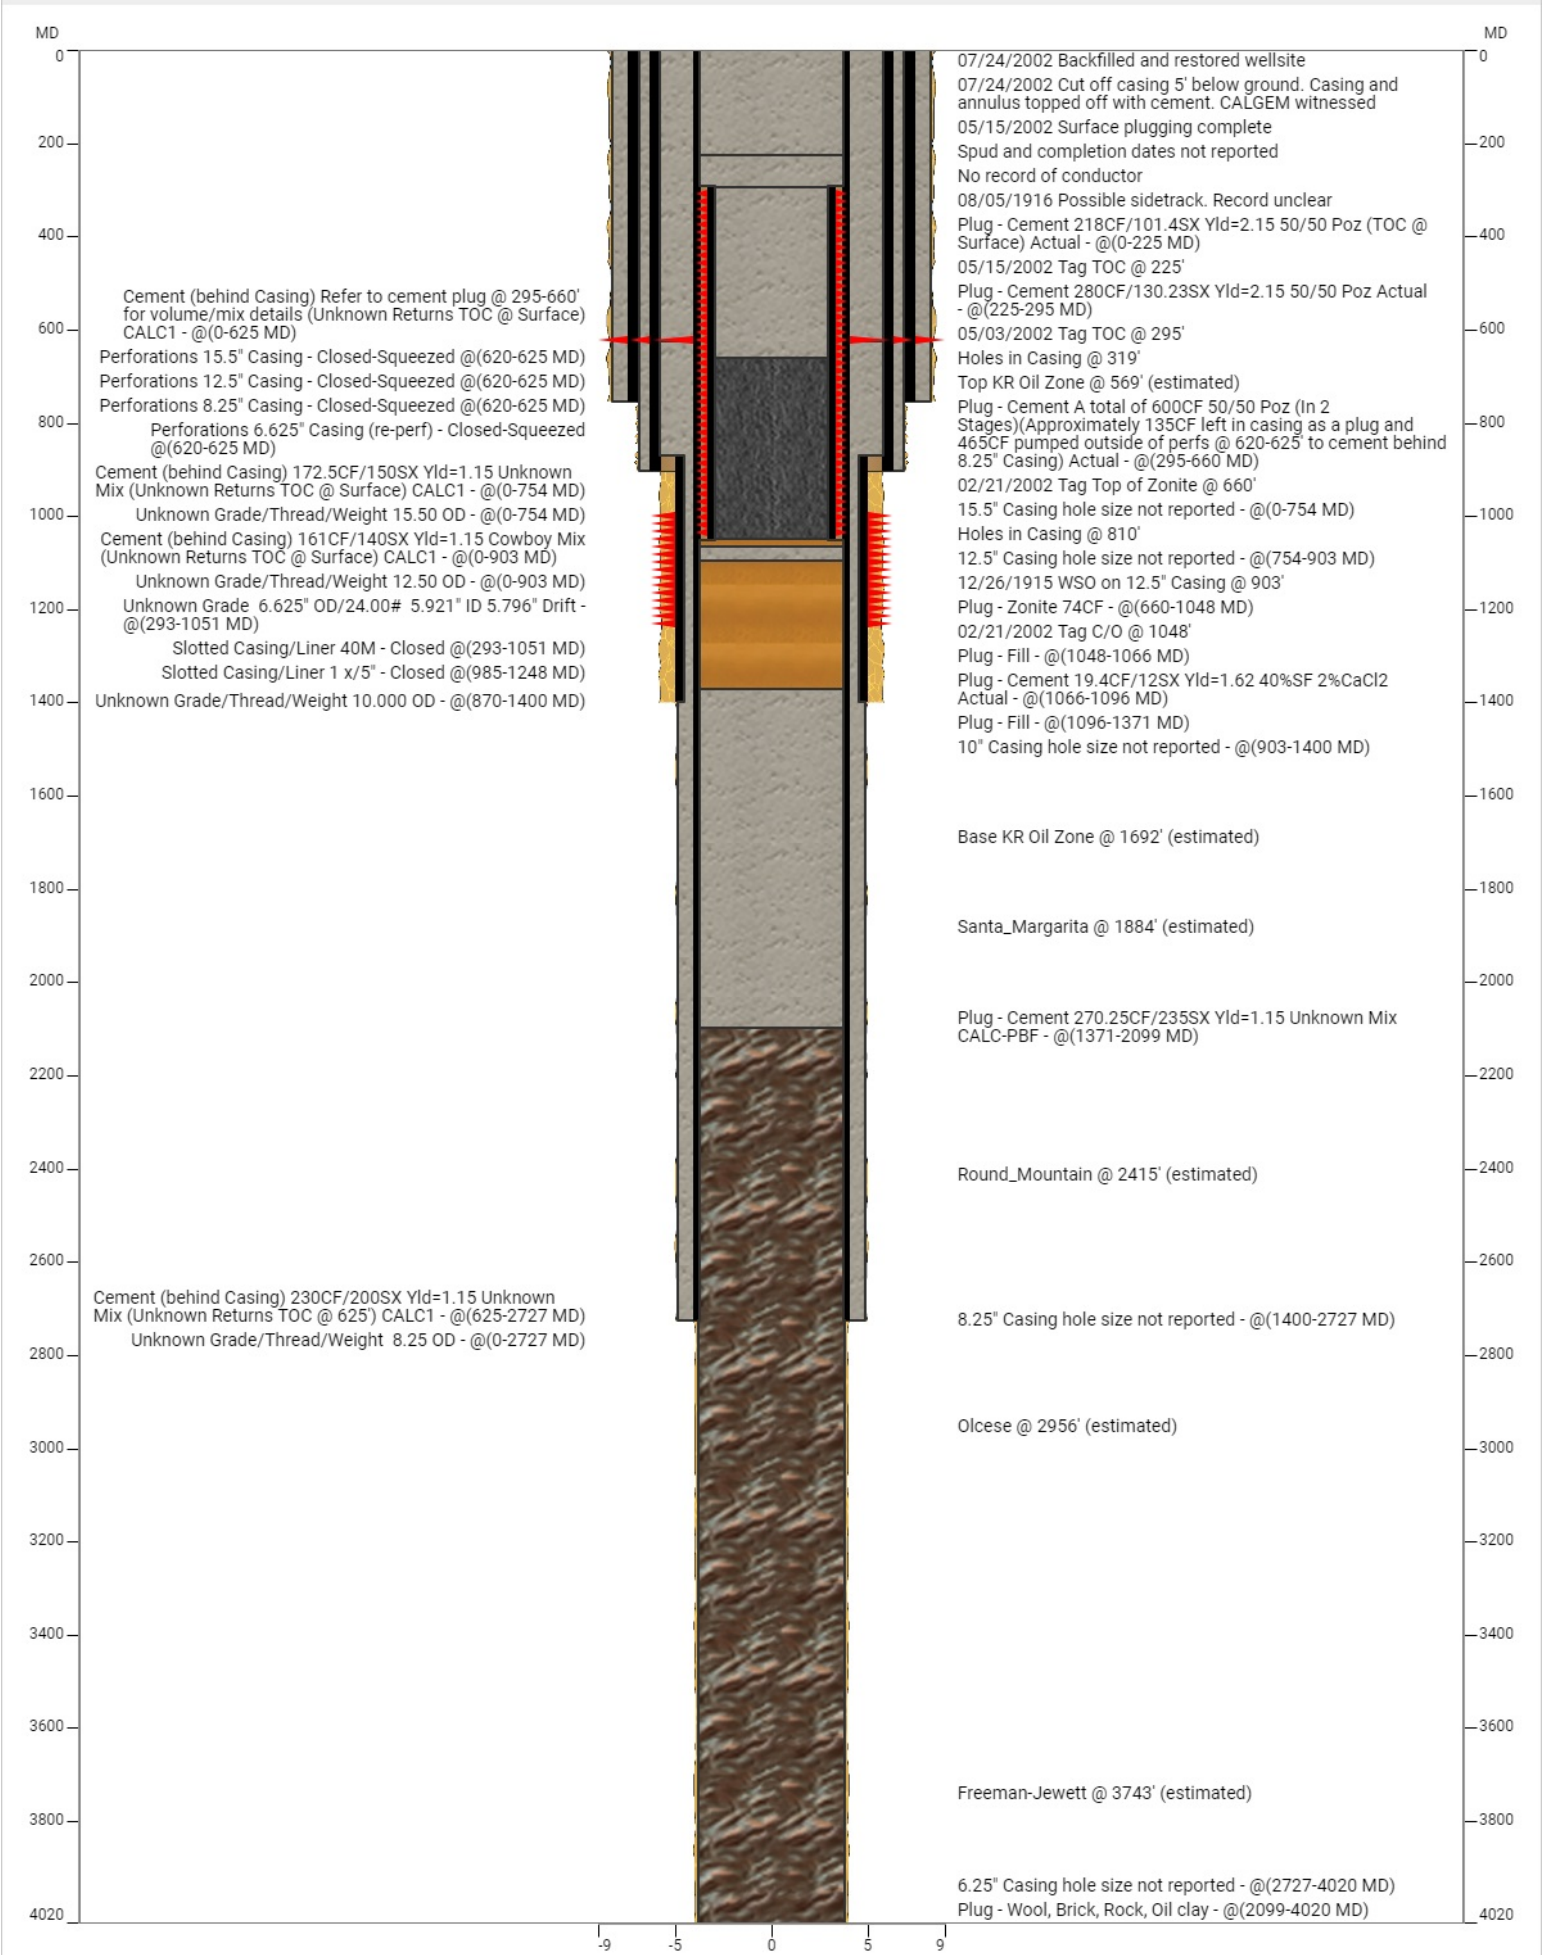 MD
0
200
400
600
800
1000
1200
1400
1600
1800
2000
2200
2400
2600
2800
3000
3200
3400
3600
3800
4020
Cement (behind Casing) Refer to cement plug @ 295-660'
for volume/mix details (Unknown Returns TOC @ Surface)
CALC1 - @(0-625 MD)
Perforations 15.5" Casing - Closed-Squeezed @(620-625 MD)
Perforations 12.5" Casing - Closed-Squeezed @(620-625 MD)
Perforations 8.25" Casing - Closed-Squeezed @(620-625 MD)
Perforations 6.625" Casing (re-perf) - Closed-Squeezed
@(620-625 MD)
Cement (behind Casing) 172.5CF/150SX Yld=1.15 Unknown
Mix (Unknown Returns TOC @ Surface) CALC1 - @(0-754 MD)
Unknown Grade/Thread/Weight 15.50 OD - @(0-754 MD)
Cement (behind Casing) 161CF/140SX Yld=1.15 Cowboy Mix
(Unknown Returns TOC @ Surface) CALC1 - @(0-903 MD)
Unknown Grade/Thread/Weight 12.50 OD - @(0-903 MD)
Unknown Grade 6.625" OD/24.00# 5.921" ID 5.796" Drift -
@(293-1051 MD)
Slotted Casing/Liner 40M - Closed @(293-1051 MD)
Slotted Casing/Liner 1 x/5" - Closed @(985-1248 MD)
Unknown Grade/Thread/Weight 10.000 OD - @(870-1400 MD)
Cement (behind Casing) 230CF/200SX Yld=1.15 Unknown
Mix (Unknown Returns TOC @ 625') CALC1 - @(625-2727 MD)
Unknown Grade/Thread/Weight 8.25 OD - @(0-2727 MD)
07/24/2002 Backfilled and restored wellsite
07/24/2002 Cut off casing 5' below ground. Casing and
annulus topped off with cement. CALGEM witnessed
05/15/2002 Surface plugging complete
Spud and completion dates not reported
No record of conductor
08/05/1916 Possible sidetrack. Record unclear
Plug - Cement 218CF/101.4SX Yld=2.15 50/50 Poz (TOC @
Surface) Actual - @(0-225 MD)
05/15/2002 Tag TOC @ 225'
Plug - Cement 280CF/130.23SX Yld=2.15 50/50 Poz Actual
- @(225-295 MD)
05/03/2002 Tag TOC @ 295'
Holes in Casing @ 319'
Top KR Oil Zone @ 569' (estimated)
Plug - Cement A total of 600CF 50/50 Poz (In 2
Stages)(Approximately 135CF left in casing as a plug and
465CF pumped outside of perfs @ 620-625' to cement behind
8.25" Casing) Actual - @(295-660 MD)
02/21/2002 Tag Top of Zonite @ 660'
15.5" Casing hole size not reported - @(0-754 MD)
Holes in Casing @ 810'
12.5" Casing hole size not reported - @(754-903 MD)
12/26/1915 WSO on 12.5" Casing @ 903'
Plug - Zonite 74CF - @(660-1048 MD)
02/21/2002 Tag C/O @ 1048'
Plug - Fill - @(1048-1066 MD)
Plug - Cement 19.4CF/12SX Yld=1.62 40%SF 2%CaCl2
Actual - @(1066-1096 MD)
Plug - Fill - @(1096-1371 MD)
10" Casing hole size not reported - @(903-1400 MD)
Base KR Oil Zone @ 1692' (estimated)
Santa_Margarita @ 1884' (estimated)
Plug - Cement 270.25CF/235SX Yld=1.15 Unknown Mix
CALC-PBF - @(1371-2099 MD)
Round_Mountain @ 2415' (estimated)
8.25" Casing hole size not reported - @(1400-2727 MD)
Olcese @ 2956' (estimated)
Freeman-Jewett @ 3743' (estimated)
6.25" Casing hole size not reported - @(2727-4020 MD)
Plug - Wool, Brick, Rock, Oil clay - @(2099-4020 MD)
MD
0
200
400
600
800
1000
1200
1400
1600
1800
2000
2200
2400
2600
2800
3000
3200
3400
3600
3800
4020
-9 -5 0 5 9